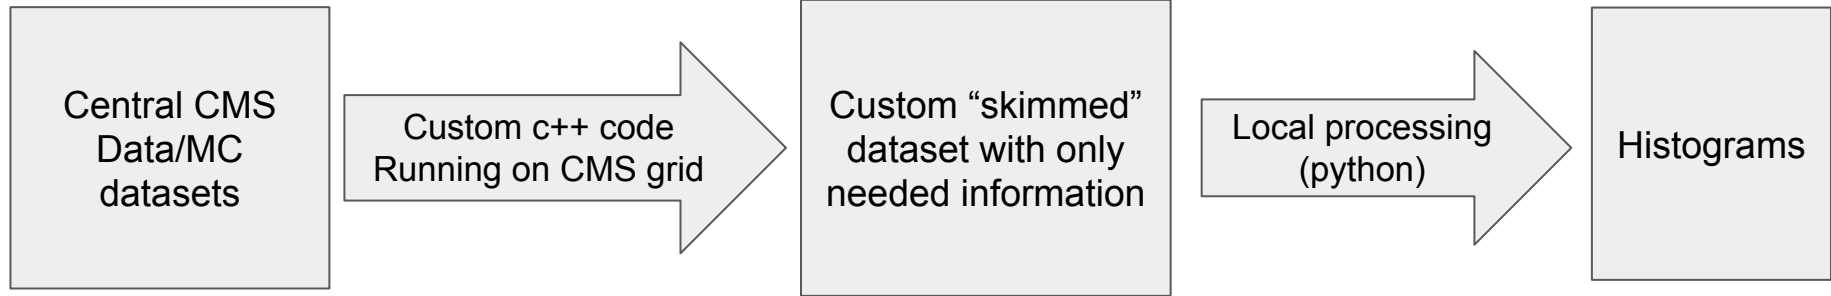 Central CMS
Data/MC
datasets
Custom c++ code
Running on CMS grid
Custom “skimmed”
dataset with only
needed information
Local processing
(python)
Histograms